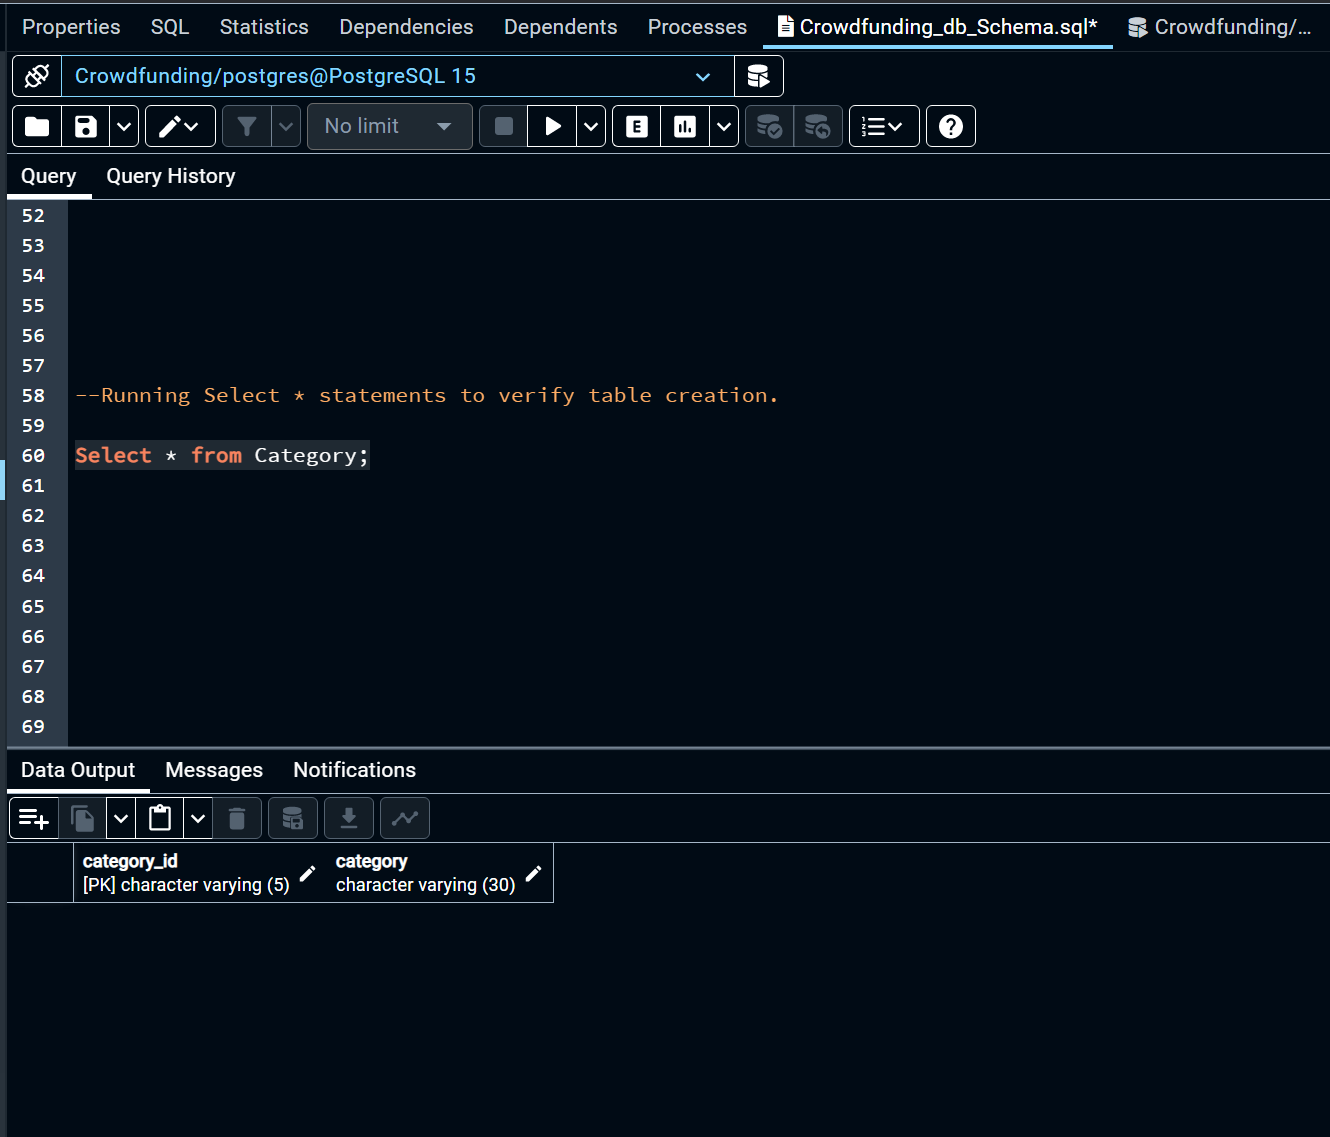 Properties SQL Statistics Dependencies Dependents Processes Crowdfunding_db_Schema.sql* Crowdfunding/...
Crowdfunding/postgres@PostgreSQL 15
No limit E
Query Query History
52
53
54
55
56
57
58 --Running Select * statements to verify table creation.
59
60 Select * from Category;
61
62
63
64
65
66
67
68
69
Data Output Messages Notifications
category_id category
[PK] character varying (5) character varying (30)